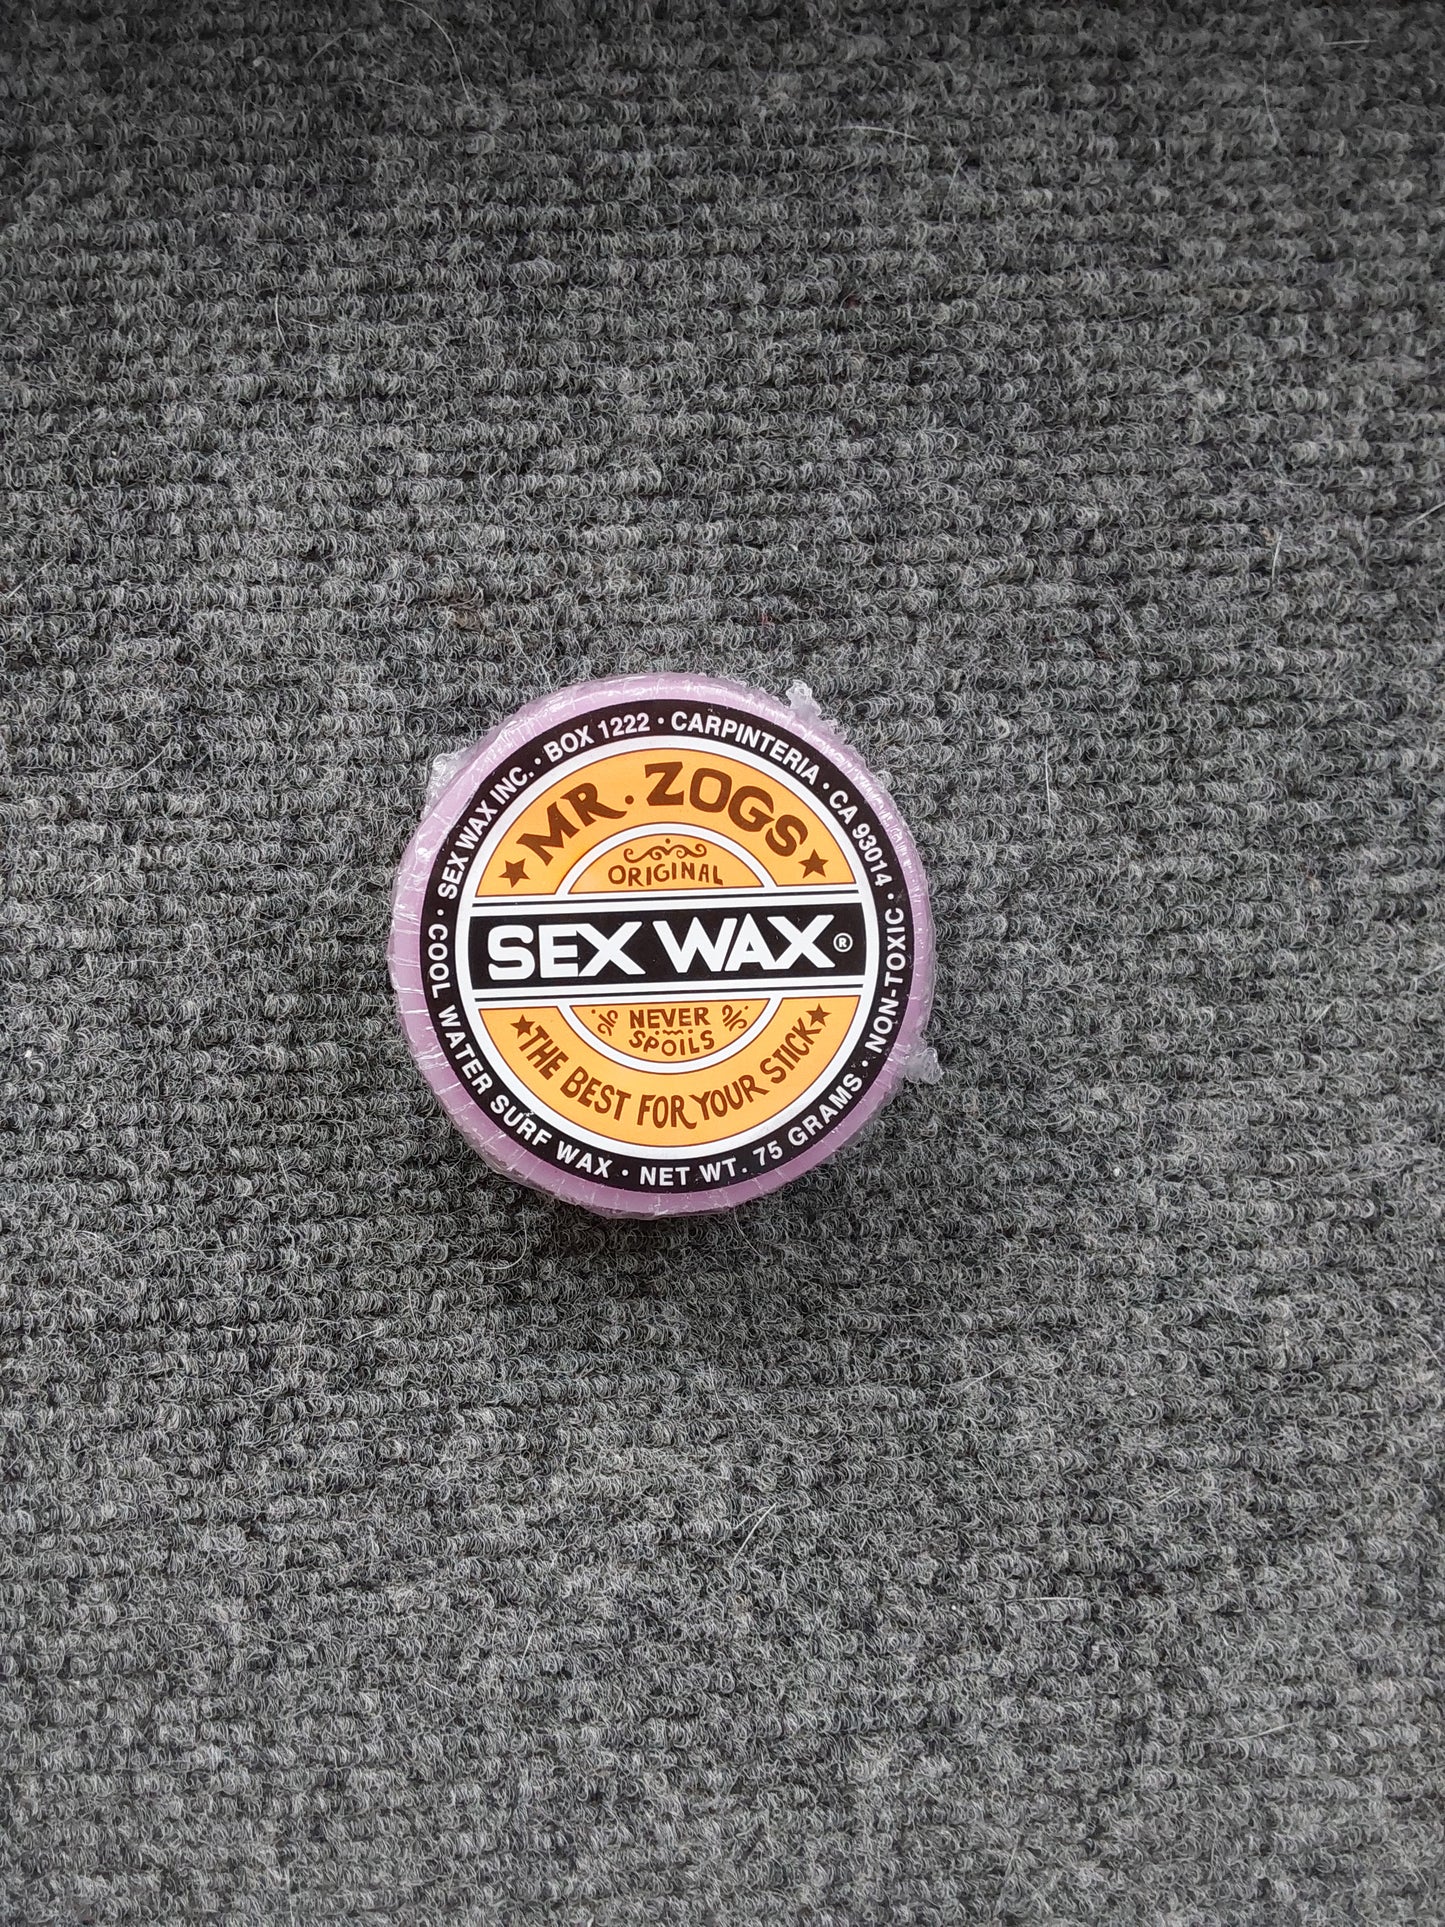 SEX WAX INC. • BOX 1222 • CARPINTERIA • CA 93014 • NON-TOXIC •
COOL WATER SURF WAX • NET WT. 75 GRAMS •
★ MR. ZOGS ★
ORIGINAL
SEX WAX®
NEVER
SPOILS
★ THE BEST FOR YOUR STICK ★